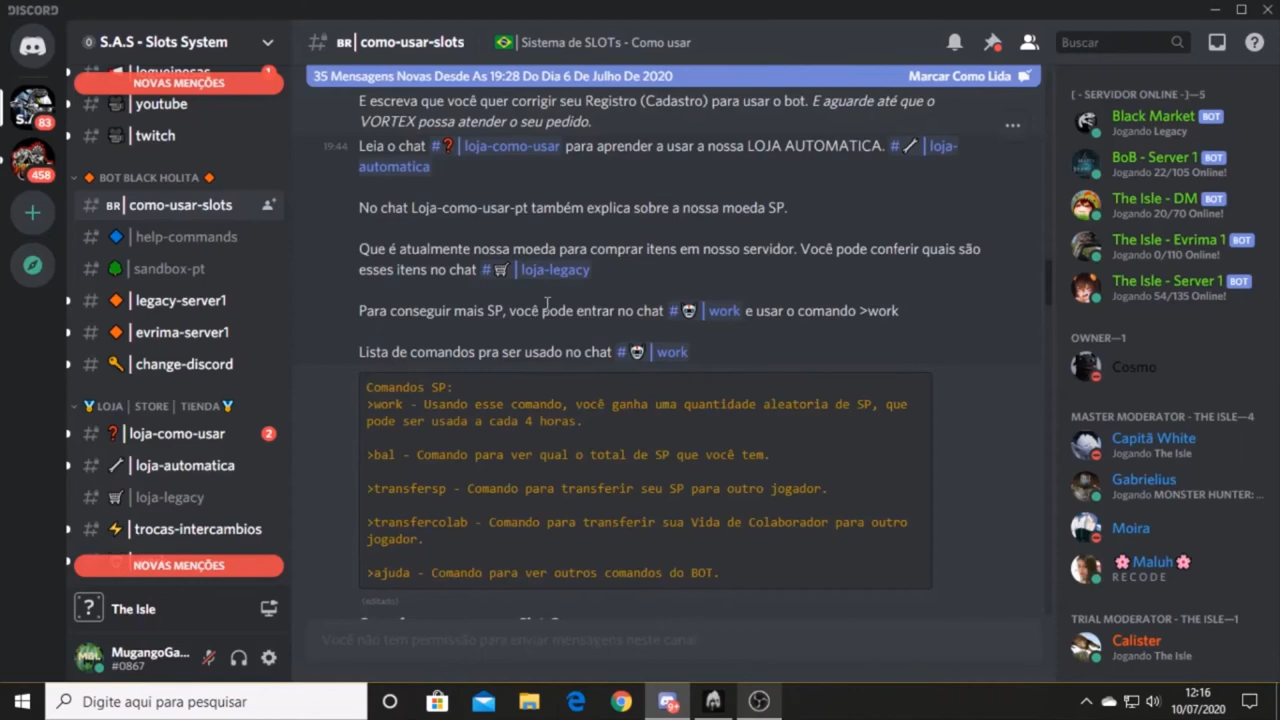 DISCORD
S.A.S - Slots System
logueinosas
1
NOVAS MENÇÕES
youtube
twitch
BOT BLACK HOLITA
BR como-usar-slots
help-commands
sandbox-pt
legacy-server1
evrima-server1
change-discord
LOJA | STORE | TIENDA
loja-como-usar
2
loja-automatica
loja-legacy
trocas-intercambios
NOVAS MENÇÕES
The Isle
MugangoGa...
#0867
83
458
BR como-usar-slots
Sistema de SLOTs - Como usar
Buscar
35 Mensagens Novas Desde As 19:28 Do Dia 6 De Julho De 2020
Marcar Como Lida
E escreva que você quer corrigir seu Registro (Cadastro) para usar o bot. E aguarde até que o
VORTEX possa atender o seu pedido.
19:44 Leia o chat # loja-como-usar para aprender a usar a nossa LOJA AUTOMATICA. # loja-
automatica
No chat Loja-como-usar-pt também explica sobre a nossa moeda SP.
Que é atualmente nossa moeda para comprar itens em nosso servidor. Você pode conferir quais são
esses itens no chat # loja-legacy
Para conseguir mais SP, você pode entrar no chat # work e usar o comando >work
Lista de comandos pra ser usado no chat # work
Comandos SP:
>work - Usando esse comando, você ganha uma quantidade aleatoria de SP, que
pode ser usada a cada 4 horas.
>bal - Comando para ver qual o total de SP que você tem.
>transfersp - Comando para transferir seu SP para outro jogador.
>transfercolab - Comando para transferir sua Vida de Colaborador para outro
jogador.
>ajuda - Comando para ver outros comandos do BOT.
(editado)
Você não tem permissão para enviar mensagens neste canal
[ - SERVIDOR ONLINE -]—5
Black Market BOT
Jogando Legacy
BoB - Server 1 BOT
Jogando 22/105 Online!
The Isle - DM BOT
Jogando 20/70 Online!
The Isle - Evrima 1 BOT
Jogando 0/110 Online!
The Isle - Server 1 BOT
Jogando 54/135 Online!
OWNER—1
Cosmo
MASTER MODERATOR - THE ISLE—4
Capitã White
Jogando The Isle
Gabrielius
Jogando MONSTER HUNTER: ...
Moira
Maluh
RECODE
TRIAL MODERATOR - THE ISLE—1
Calister
Jogando The Isle
Digite aqui para pesquisar
12:16
10/07/2020